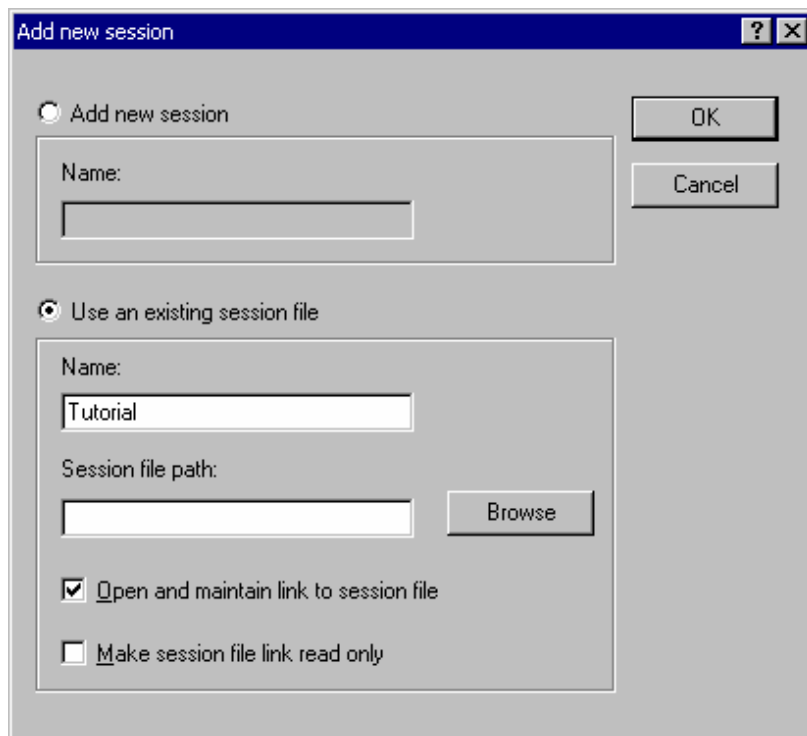 Add new session
Add new session
OK
Name:
Cancel
Use an existing session file
Name:
Tutorial
Session file path:
Browse
Open and maintain link to session file
Make session file link read only